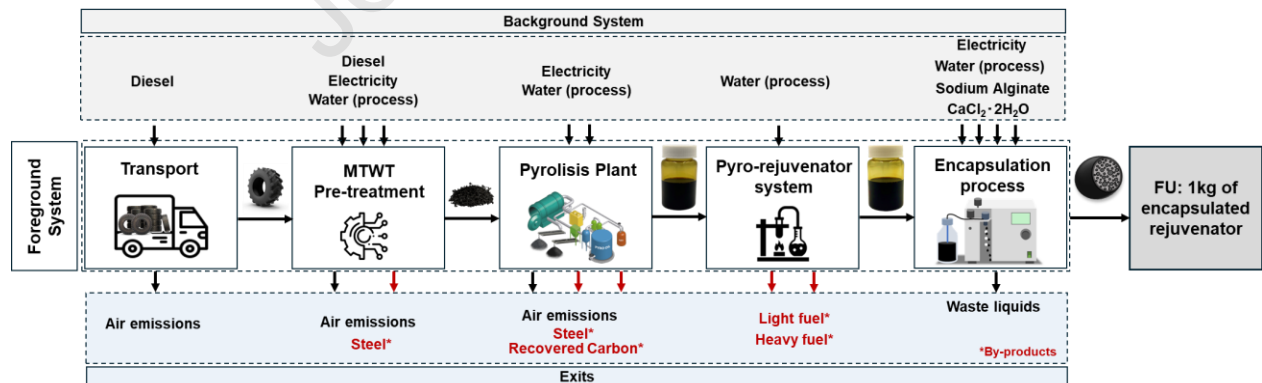 Background System
Diesel
Diesel
Electricity
Water (process)
Electricity
Water (process)
Water (process)
Electricity
Water (process)
Sodium Alginate
CaCl₂·2H₂O
Foreground
System
Transport
MTWT
Pre-treatment
Pyrolisis Plant
Pyro-rejuvenator
system
Encapsulation
process
FU: 1kg of
encapsulated
rejuvenator
Air emissions
Air emissions
Steel*
Air emissions
Steel*
Recovered Carbon*
Light fuel*
Heavy fuel*
Waste liquids
*By-products
Exits